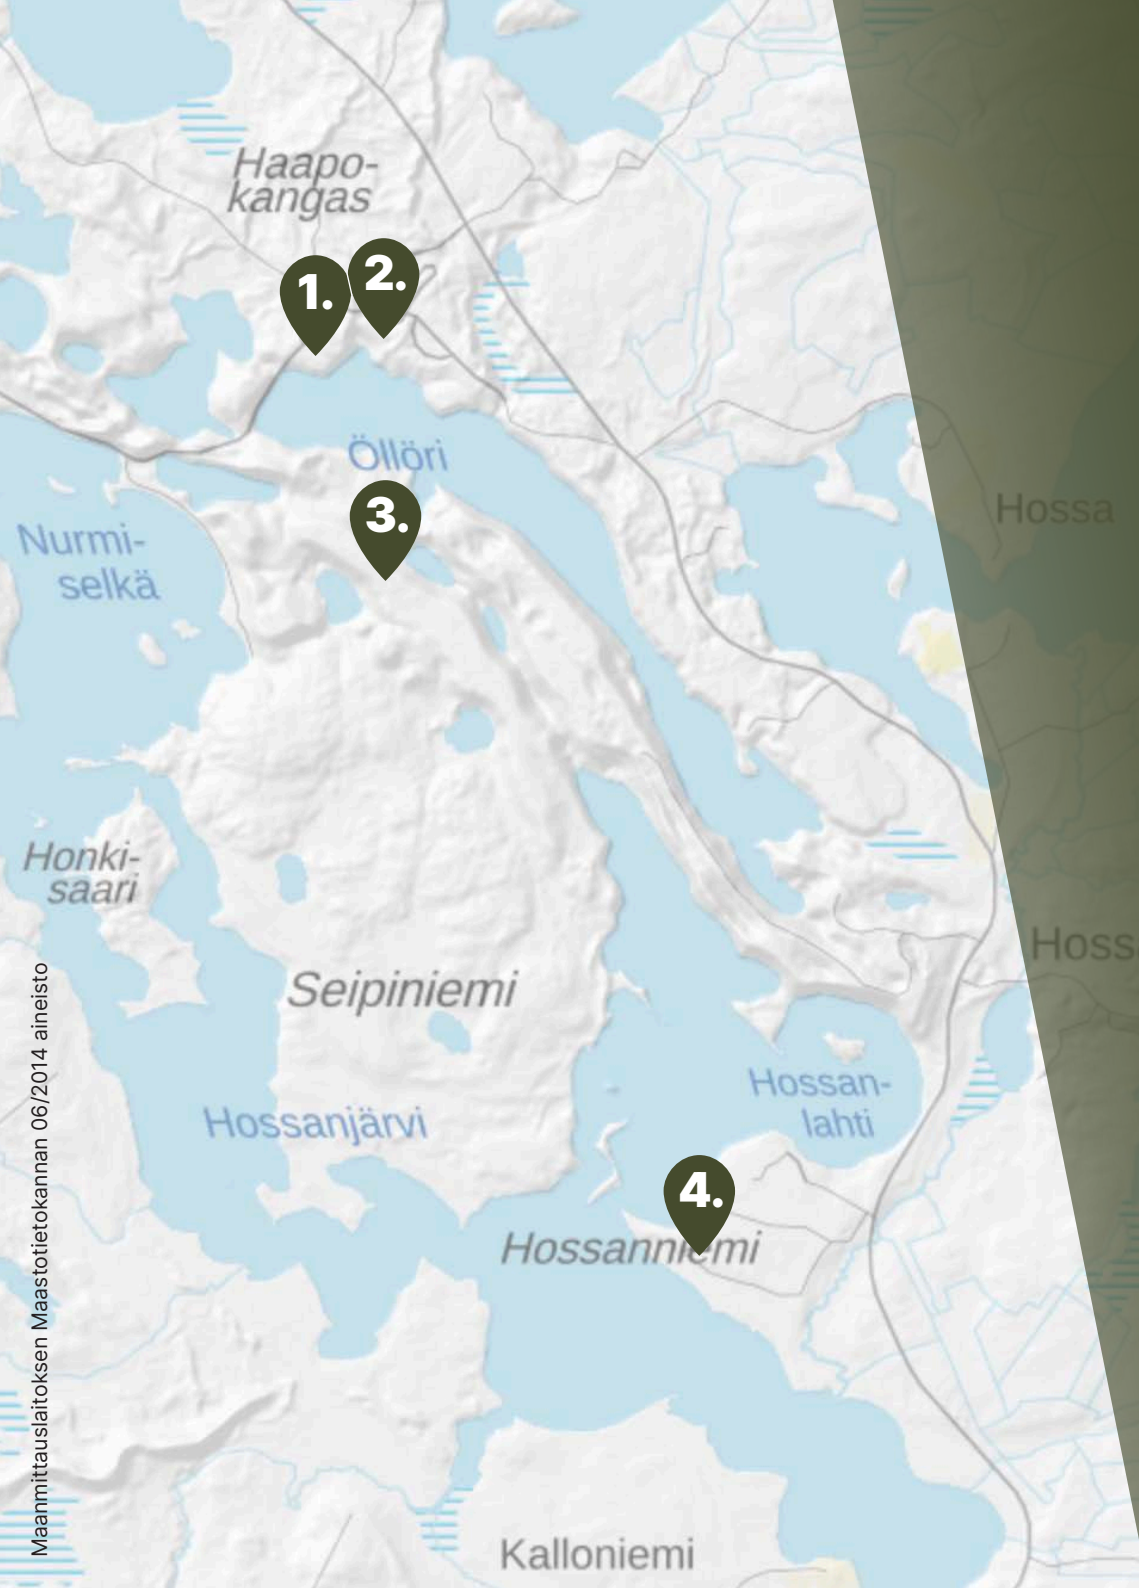 Haapo-
kangas
1.
2.
Öllöri
3.
Nurmi-
selkä
Hossa
Honki-
saari
Hoss
Seipiniemi
Hossan-
lahti
Hossanjärvi
4.
Hossanniemi
Kalloniemi
Maanmittauslaitoksen Maastotietokannan 06/2014 aineisto